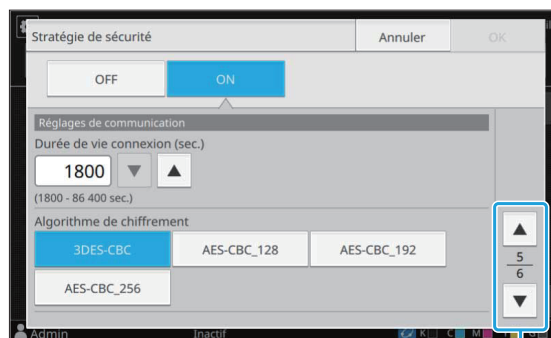 Stratégie de sécurité
Annuler
OK
OFF
ON
Réglages de communication
Durée de vie connexion (sec.)
1800
(1800 - 86 400 sec.)
Algorithme de chiffrement
3DES-CBC
AES-CBC_128
AES-CBC_192
5
6
AES-CBC_256
Admin
Inactif
K
C
M